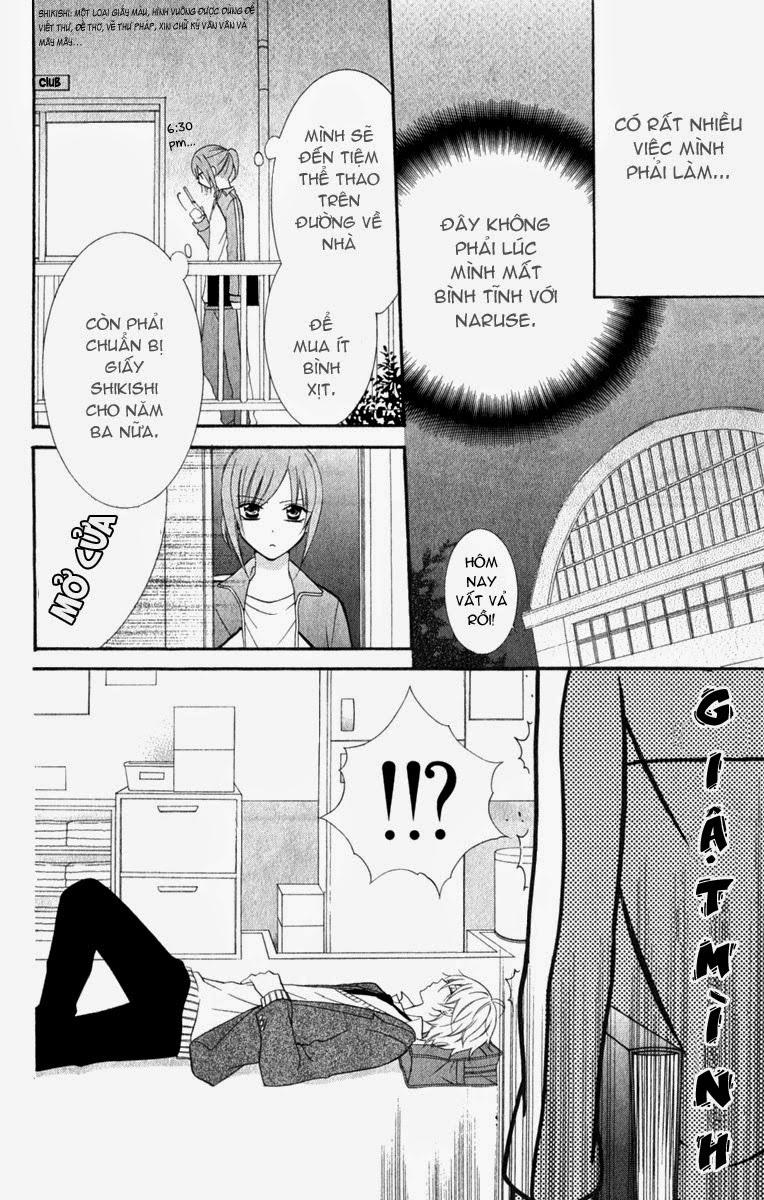 CÓ RẤT NHIỀU
VIỆC MÌNH
PHẢI LÀM...
ĐÂY KHÔNG
PHẢI LÚC
MÌNH MẤT
BÌNH TĨNH VỚI
NARUSE.
HÔM
NAY
VẤT VẢ
RỒI!
SHIKISHI: MỘT LOẠI GIẤY MÀU, HÌNH VUÔNG ĐƯỢC DÙNG ĐỂ
VIẾT THƯ, ĐỀ THƠ, VẼ THƯ PHÁP, XIN CHỮ KÝ VÂN VÂN VÀ
MÂY MÂY...
CLUB
6:30
PM...
MÌNH SẼ
ĐẾN TIỆM
THỂ THAO
TRÊN
ĐƯỜNG VỀ
NHÀ
ĐỂ
MUA ÍT
BÌNH
XỊT.
CÒN PHẢI
CHUẨN BỊ
GIẤY
SHIKISHI
CHO NĂM
BA NỮA.
MỞ CỬA
GIẬT MÌNH
!!?